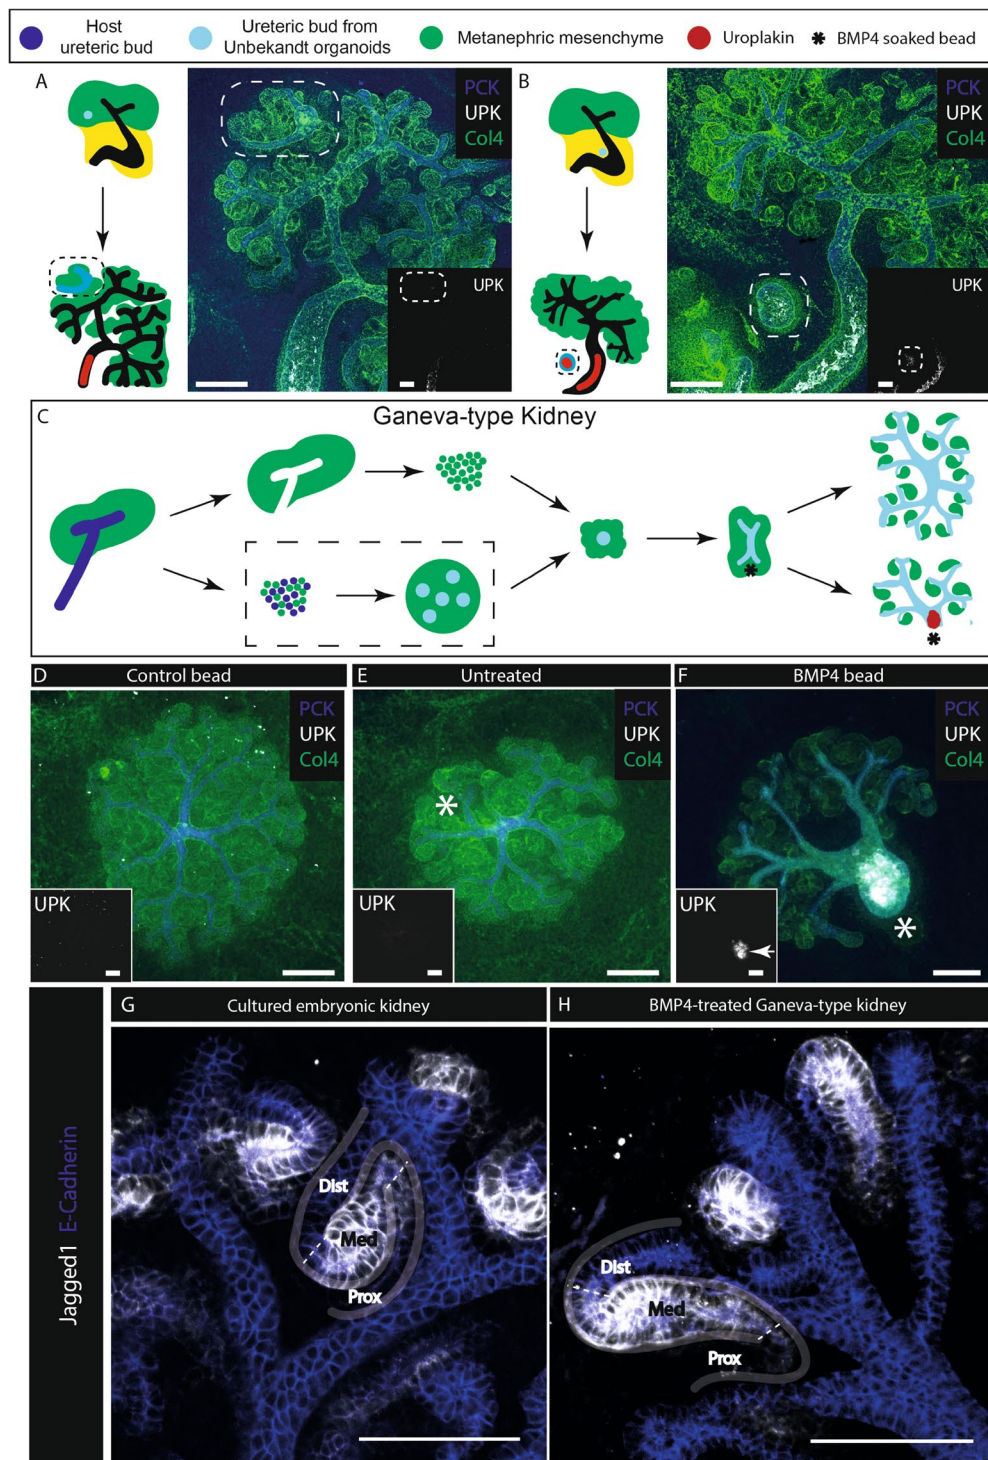 Host
ureteric bud
Ureteric bud from
Unbekandt organoids
Metanephric mesenchyme
Uroplakin
* BMP4 soaked bead
A
PCK
UPK
Col4
UPK
B
PCK
UPK
Col4
UPK
C
Ganeva-type Kidney
*
*
D
Control bead
PCK
UPK
Col4
UPK
E
Untreated
PCK
UPK
Col4
*
UPK
F
BMP4 bead
PCK
UPK
Col4
*
UPK
Jagged1 E-Cadherin
G
Cultured embryonic kidney
Dist
Med
Prox
H
BMP4-treated Ganeva-type kidney
Dist
Med
Prox